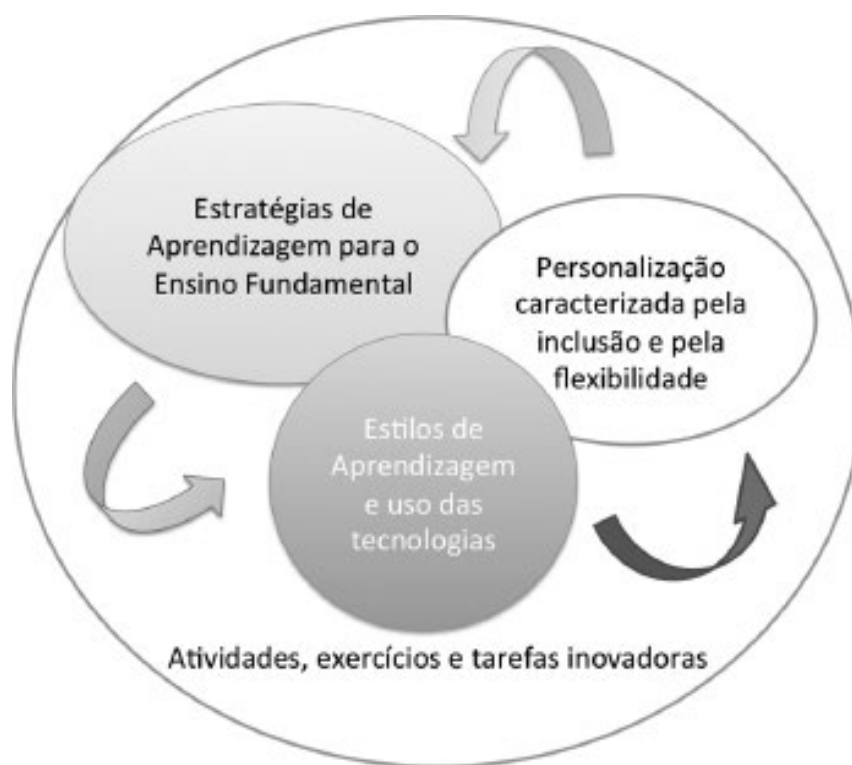 Estratégias de
Aprendizagem para o
Ensino Fundamental
Personalização
caracterizada pela
inclusão e pela
flexibilidade
Estilos de
Aprendizagem
e uso das
tecnologias
Atividades, exercícios e tarefas inovadoras